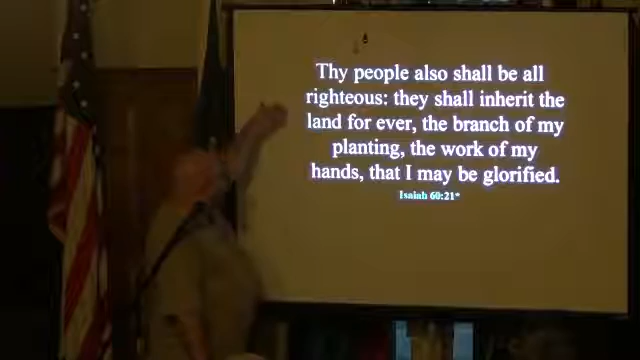 Thy people also shall be all
righteous: they shall inherit the
land for ever, the branch of my
planting, the work of my
hands, that I may be glorified.
Isaiah 60:21*